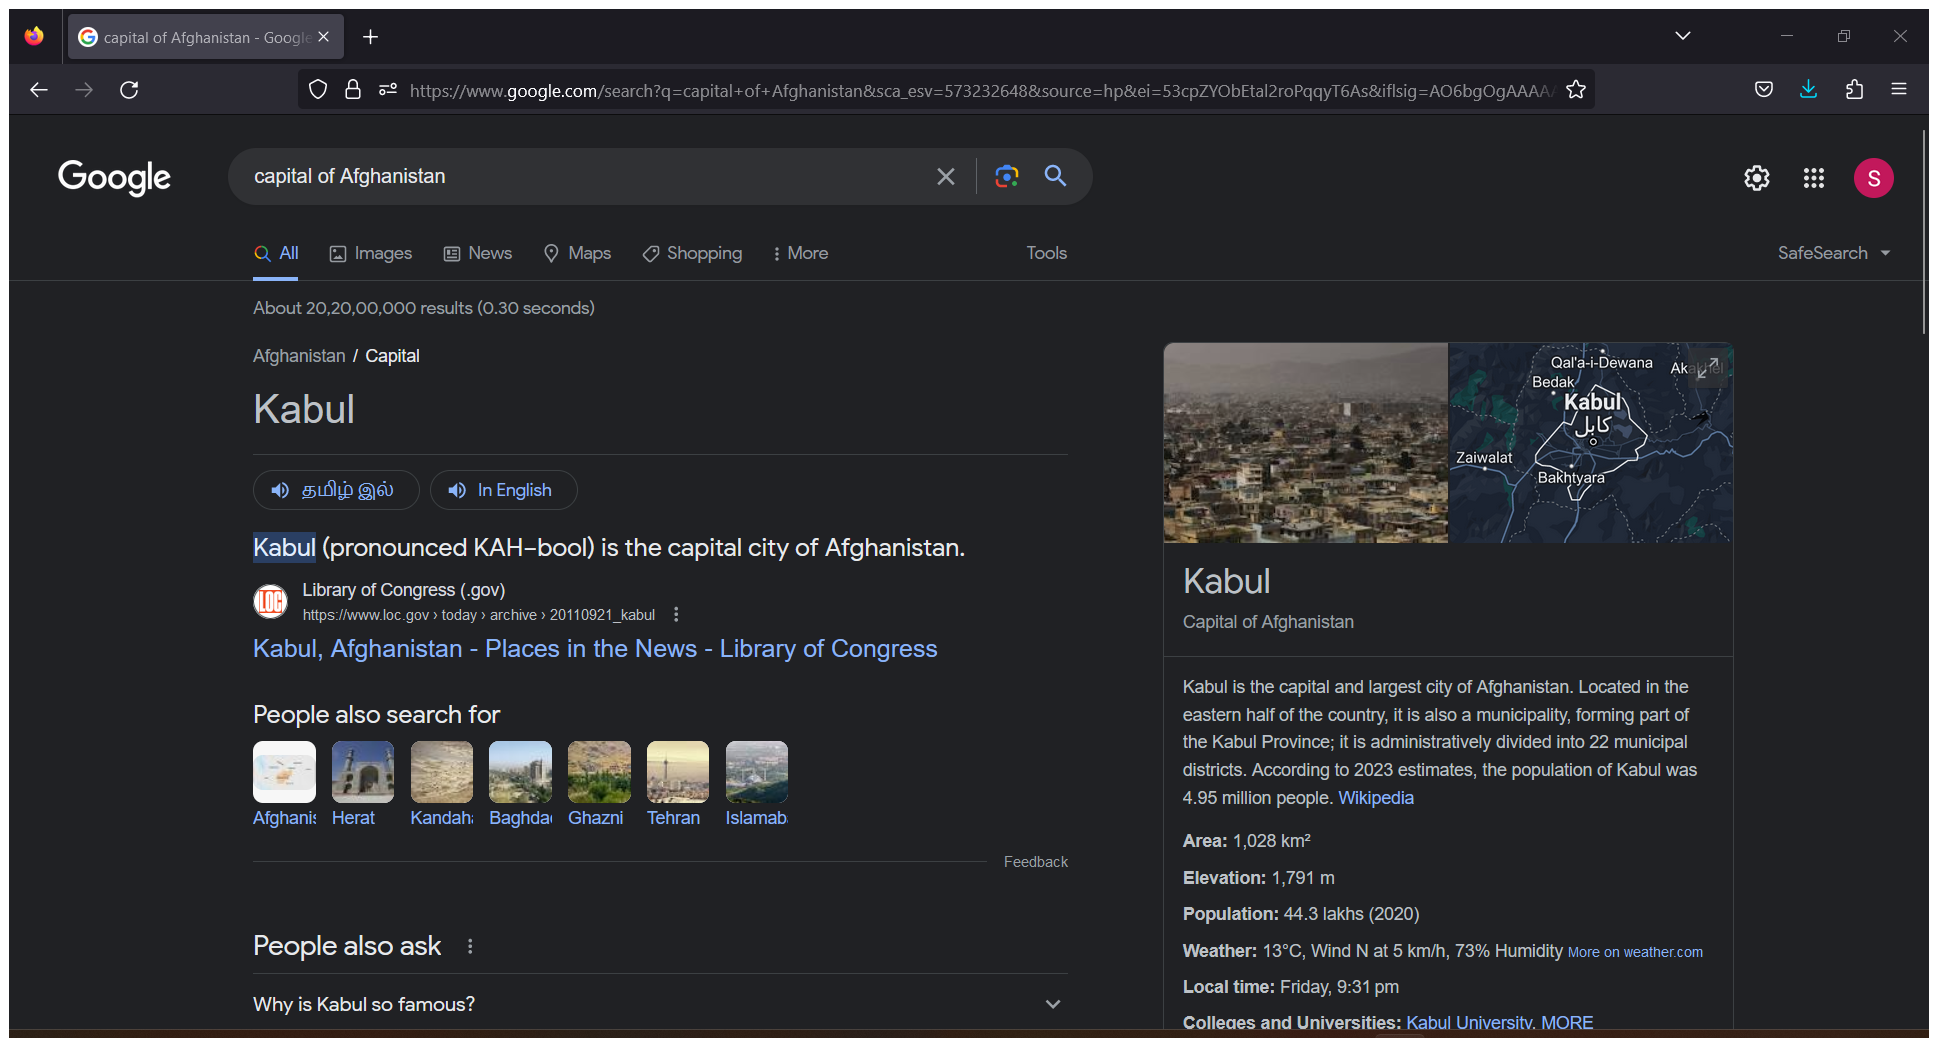 capital of Afghanistan - Google
https://www.google.com/search?q=capital+of+Afghanistan&sca_esv=573232648&source=hp&ei=53cpZYObEtal2roPqqyT6As&iflsig=AO6bgOgAAAAA
Google
capital of Afghanistan
S
All Images News Maps Shopping More Tools SafeSearch
About 20,20,00,000 results (0.30 seconds)
Afghanistan / Capital
Kabul
தமிழ் இல் In English
Kabul (pronounced KAH–bool) is the capital city of Afghanistan.
LOC
Library of Congress (.gov)
https://www.loc.gov › today › archive › 20110921_kabul
Kabul, Afghanistan - Places in the News - Library of Congress
People also search for
Afghanis Herat Kandaha Baghdad Ghazni Tehran Islamab
Feedback
People also ask
Why is Kabul so famous?
Qal'a-i-Dewana
Akakhel
Bedak
Kabul
كابل
Zaiwalat
Bakhtyara
Kabul
Capital of Afghanistan
Kabul is the capital and largest city of Afghanistan. Located in the
eastern half of the country, it is also a municipality, forming part of
the Kabul Province; it is administratively divided into 22 municipal
districts. According to 2023 estimates, the population of Kabul was
4.95 million people. Wikipedia
Area: 1,028 km²
Elevation: 1,791 m
Population: 44.3 lakhs (2020)
Weather: 13°C, Wind N at 5 km/h, 73% Humidity More on weather.com
Local time: Friday, 9:31 pm
Colleges and Universities: Kabul University, MORE